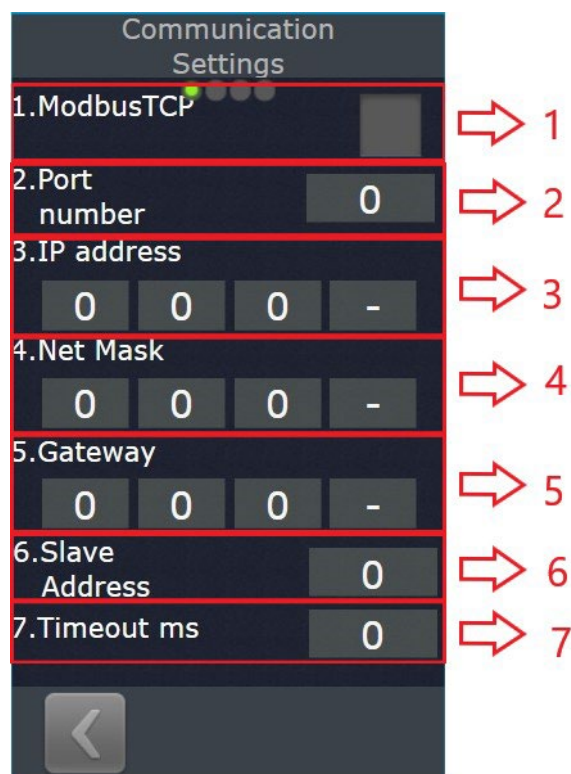 Communication
Settings
1.ModbusTCP
1
2.Port
number
0
2
3.IP address
0 0 0 -
3
4.Net Mask
0 0 0 -
4
5.Gateway
0 0 0 -
5
6.Slave
Address
0
6
7.Timeout ms
0
7